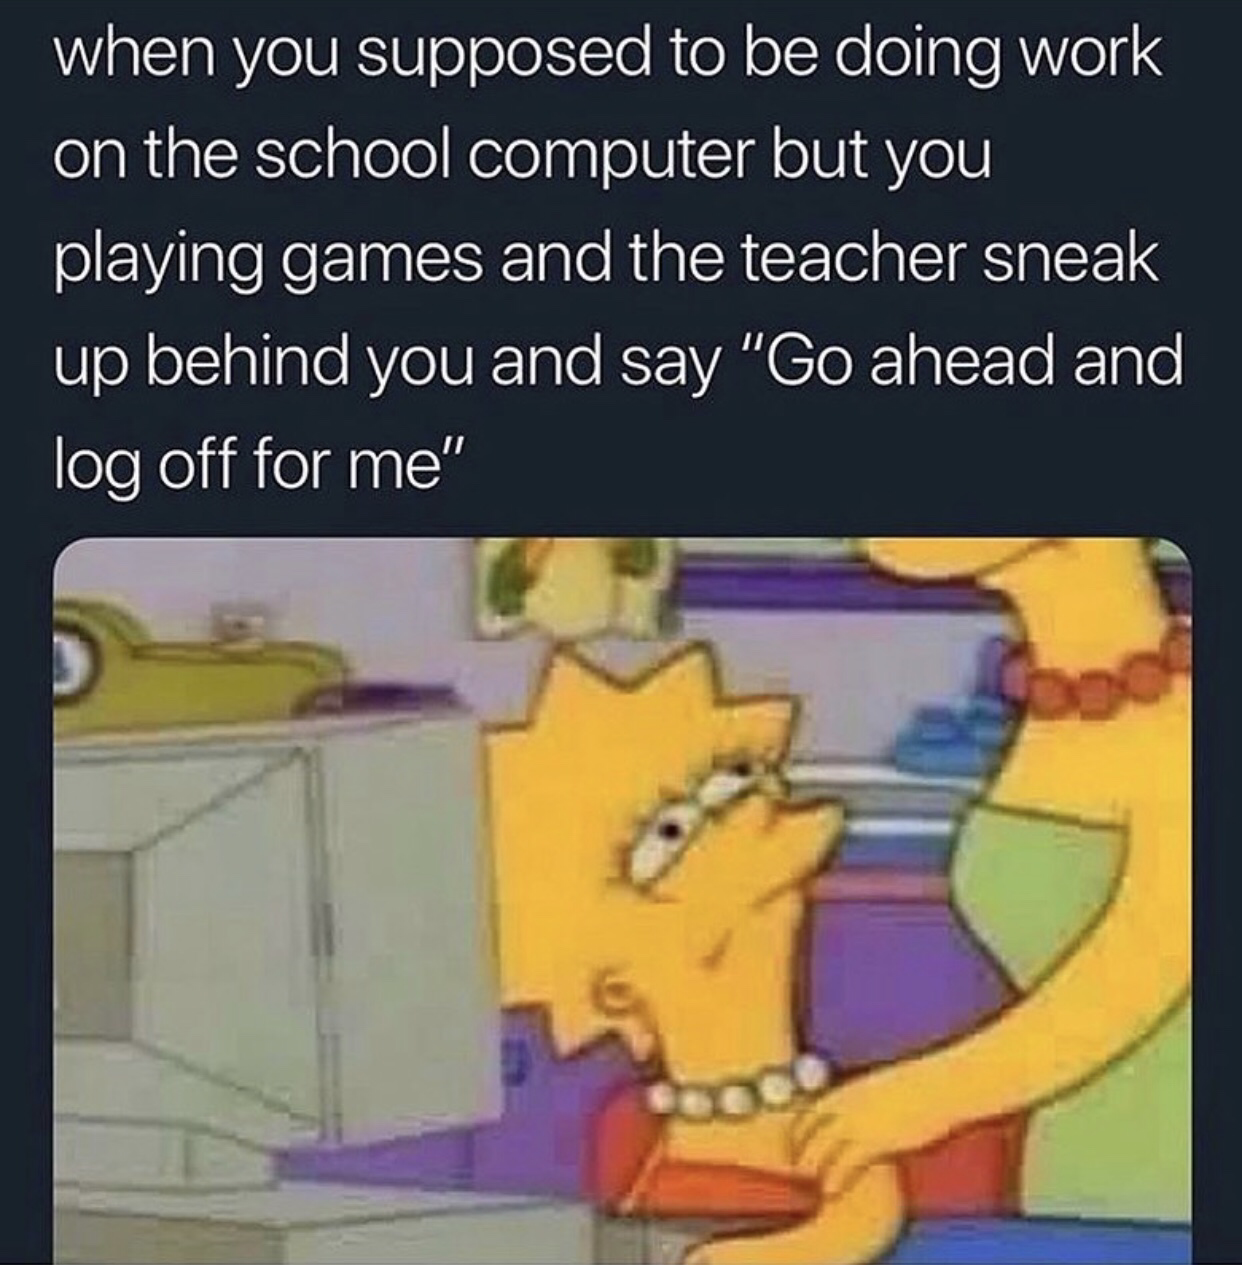 when you supposed to be doing work
on the school computer but you
playing games and the teacher sneak
up behind you and say "Go ahead and
log off for me"